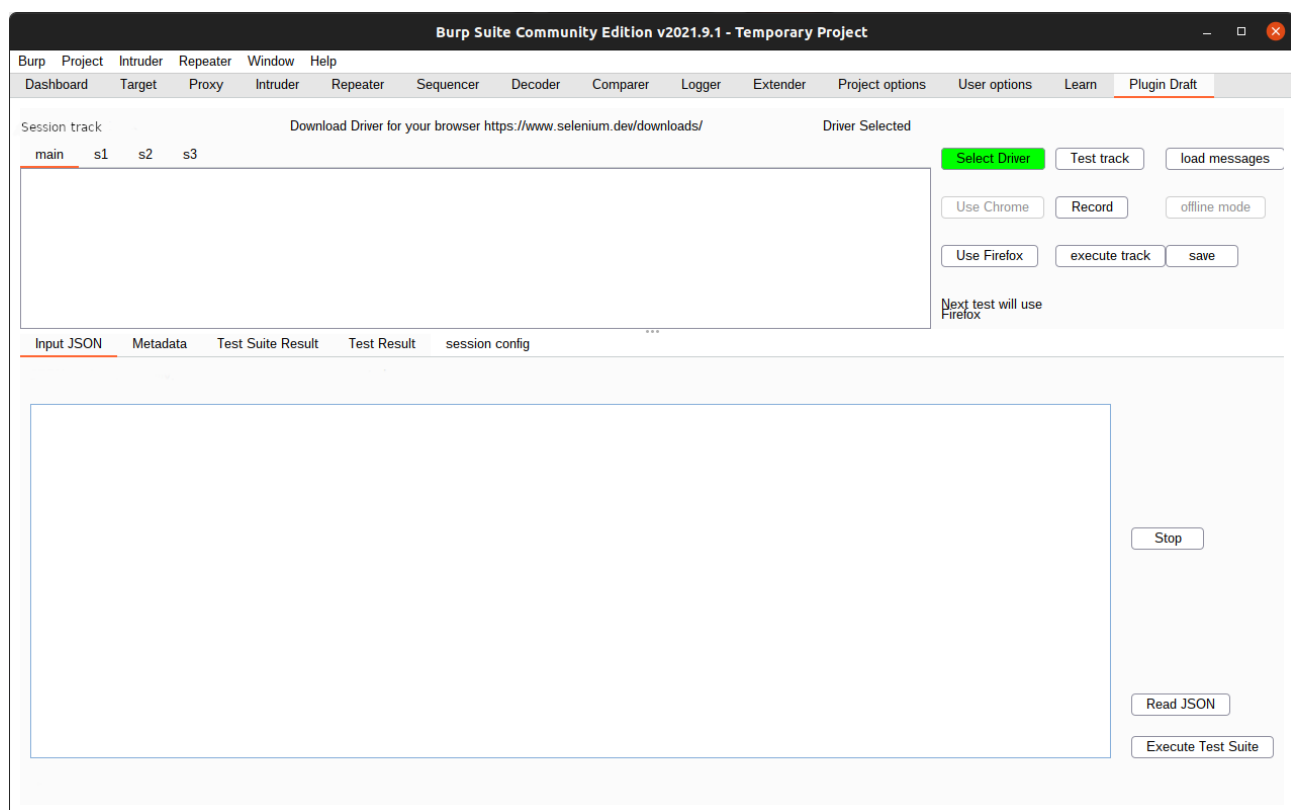 Burp Suite Community Edition v2021.9.1 - Temporary Project
Burp Project Intruder Repeater Window Help
Dashboard Target Proxy Intruder Repeater Sequencer Decoder Comparer Logger Extender Project options User options Learn Plugin Draft
Session track Download Driver for your browser https://www.selenium.dev/downloads/ Driver Selected
main s1 s2 s3
Select Driver Test track load messages
Use Chrome Record offline mode
Use Firefox execute track save
Next test will use
Firefox
Input JSON Metadata Test Suite Result Test Result session config
Stop
Read JSON
Execute Test Suite